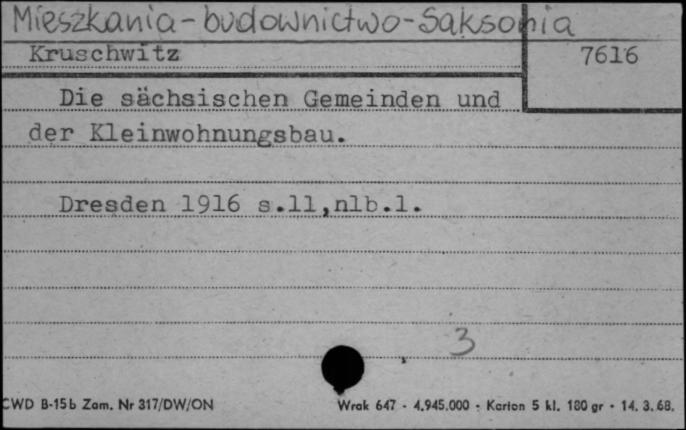 Mieszkania-budownictwo-Saksonia
Kruschwitz
7616
Die sächsischen Gemeinden und
der Kleinwohnungsbau.
Dresden 1916 s.11,nlb.1.
3
CWD B-15b Zam. Nr 317/DW/ON
Wrak 647 - 4.945.000 - Karton 5 kl. 180 gr - 14. 3. 68.